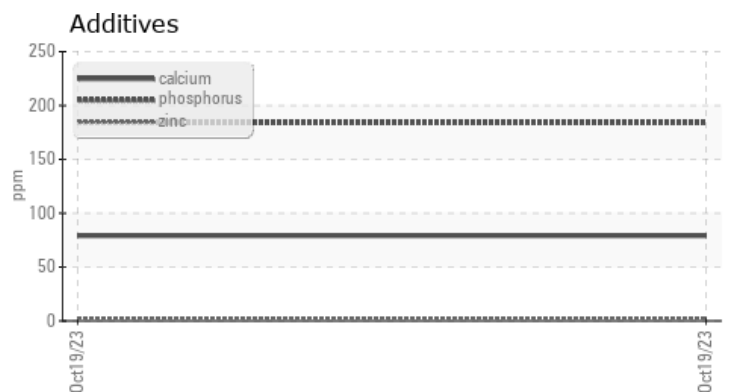 Additives
250
200
150
100
50
0
ppm
calcium
phosphorus
zinc
Oct19/23
Oct19/23